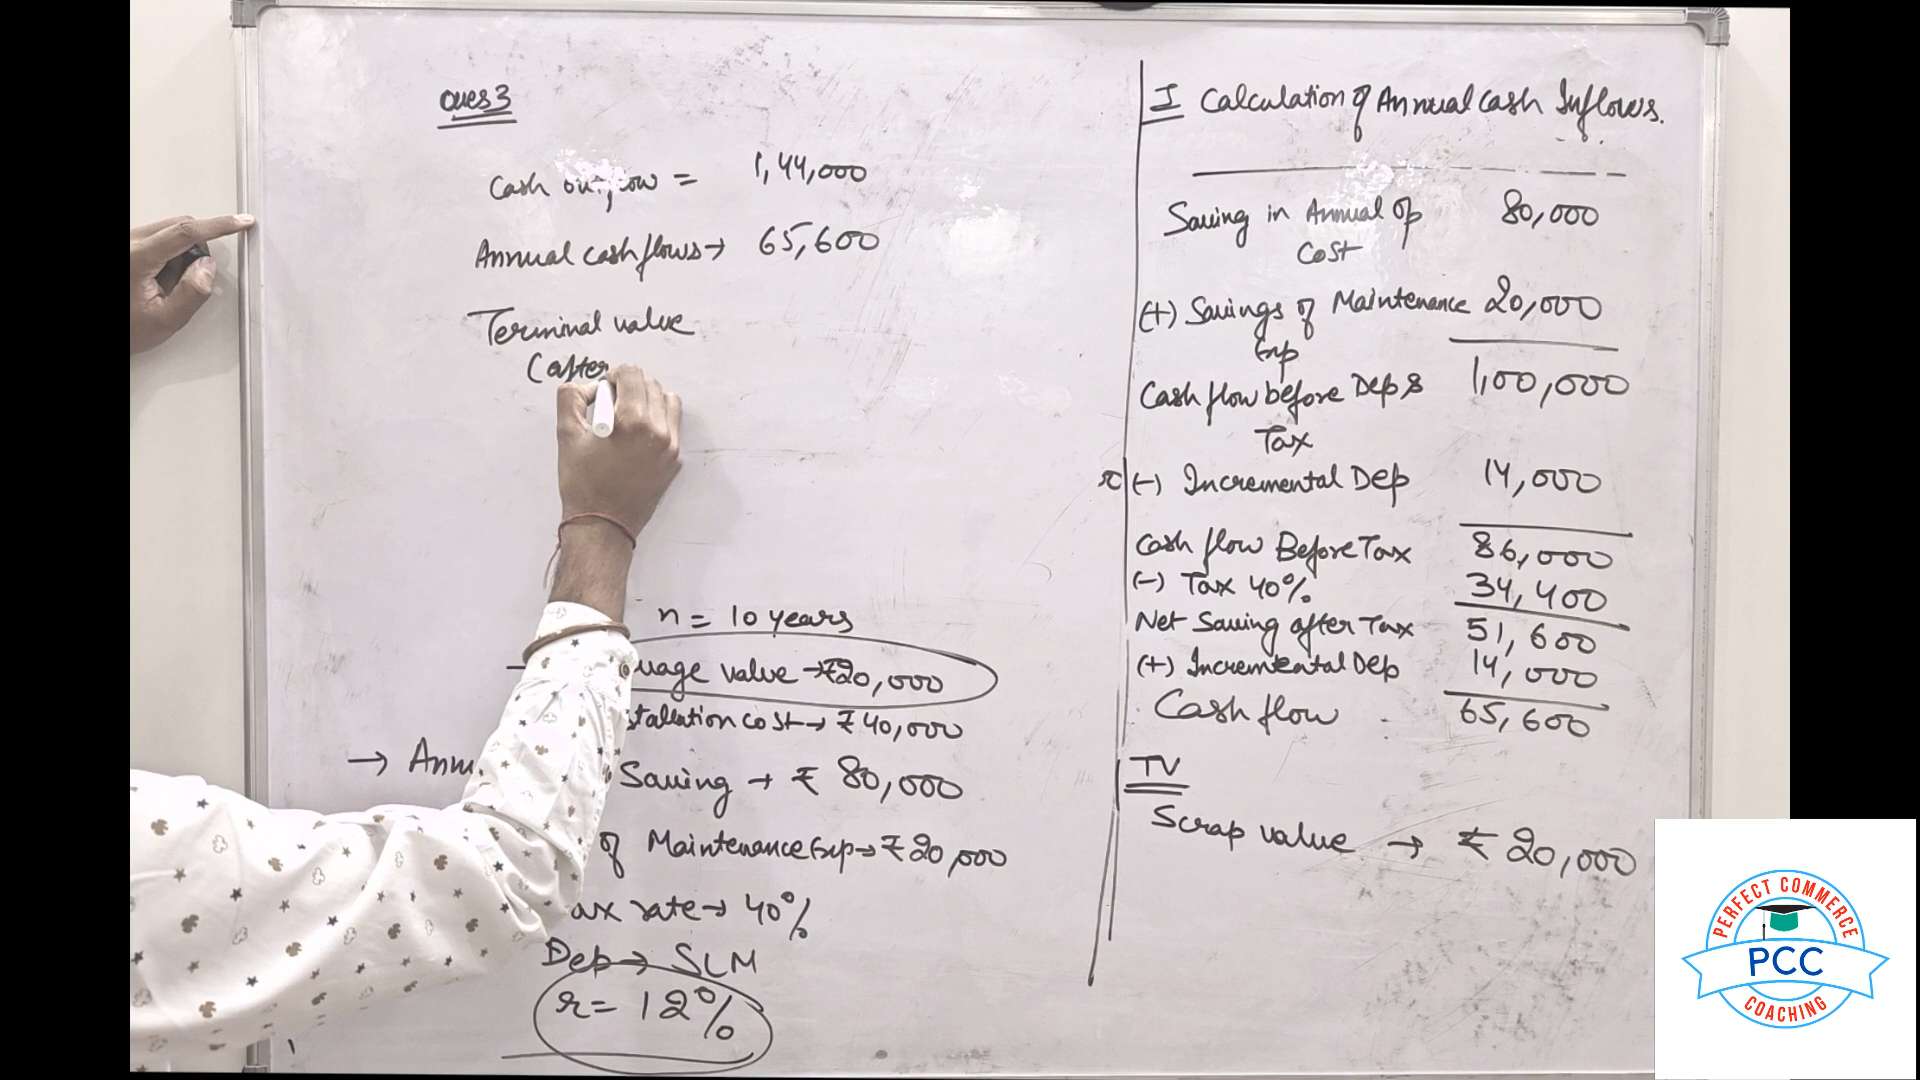 Ques 3
Cash outflow = 1,44,000
Annual cash flows → 65,600
Terminal value
(after
n = 10 years
vage value → ₹20,000
stallation cost → ₹40,000
→ Ann. Saving → ₹ 80,000
of Maintenance Exp → ₹20,000
ax rate → 40%
Dep → SLM
r = 12%
I Calculation of Annual Cash Inflows.
Saving in Annual Op 80,000
Cost
(+) Savings of Maintenance 20,000
Exp
Cash flow before Dep & 1,00,000
Tax
(-) Incremental Dep 14,000
Cash flow Before Tax 86,000
(-) Tax 40% 34,400
Net Saving after Tax 51,600
(+) Incremental Dep 14,000
Cash flow 65,600
TV
Scrap value → ₹ 20,000
PERFECT COMMERCE
PCC
COACHING